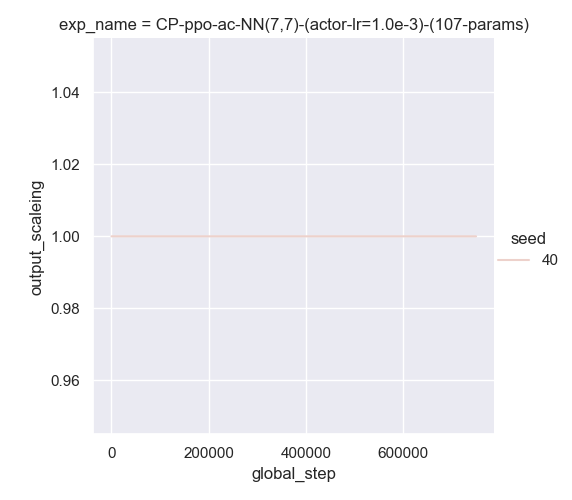 exp_name = CP-ppo-ac-NN(7,7)-(actor-lr=1.0e-3)-(107-params)
1.04
1.02
1.00
0.98
0.96
output_scaleing
0
200000
400000
600000
global_step
seed
40